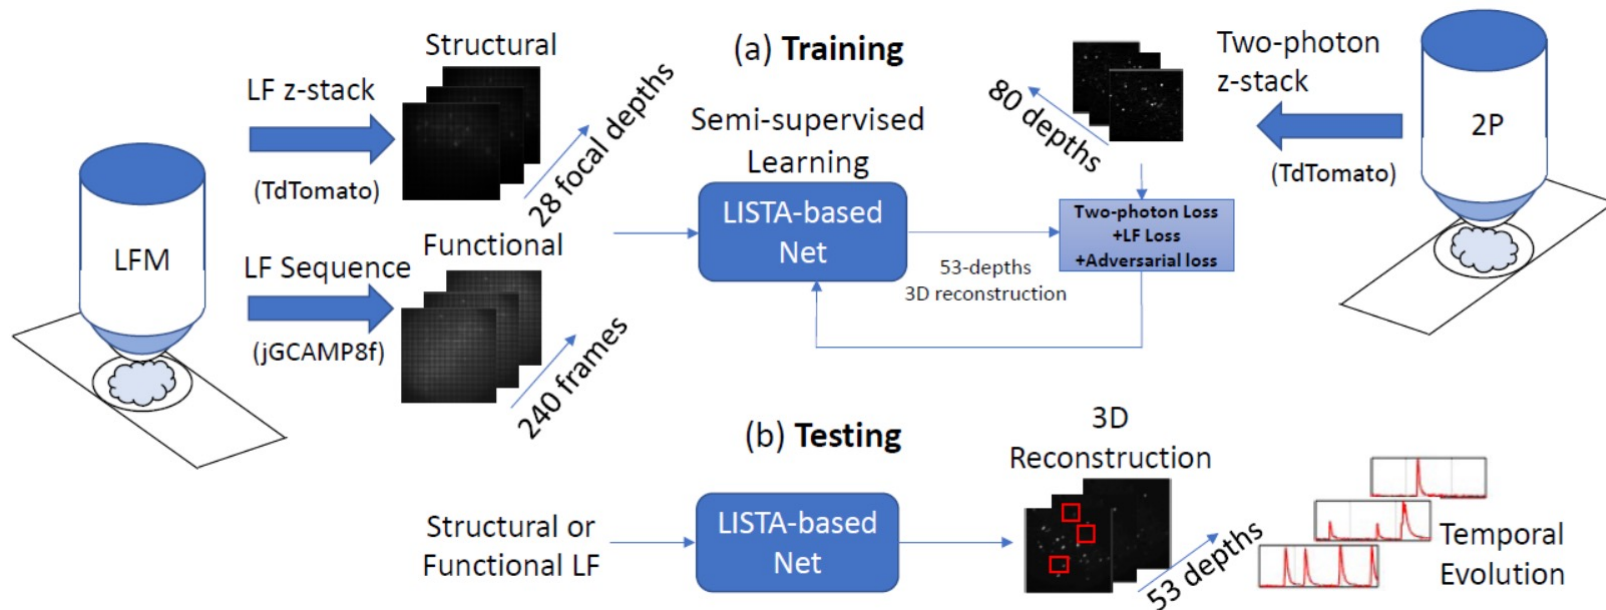 Structural
LF z-stack
(TdTomato)
28 focal depths
LFM
Functional
LF Sequence
(jGCAMP8f)
240 frames
(a) Training
Semi-supervised
Learning
LISTA-based
Net
53-depths
3D reconstruction
80 depths
Two-photon Loss
+LF Loss
+Adversarial loss
Two-photon
z-stack
(TdTomato)
2P
(b) Testing
Structural or
Functional LF
LISTA-based
Net
3D
Reconstruction
53 depths
Temporal
Evolution